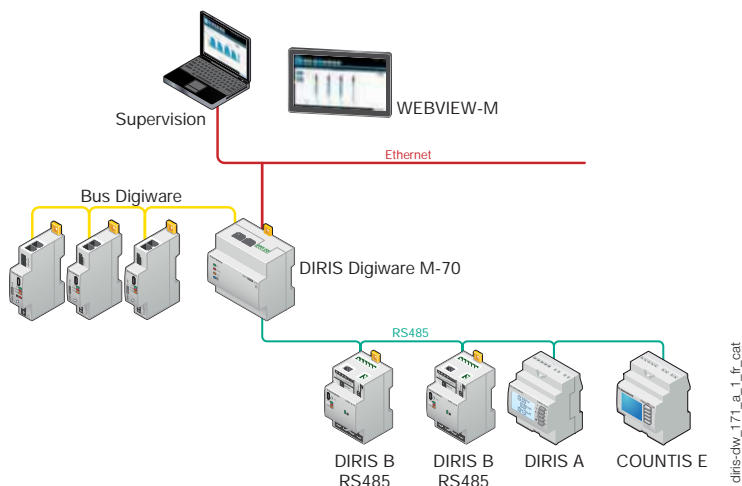 Supervision
WEBVIEW-M
Ethernet
Bus Digiware
DIRIS Digiware M-70
RS485
DIRIS B
RS485
DIRIS B
RS485
DIRIS A
COUNTIS E
diris-dw_171_a_1_fr_cat